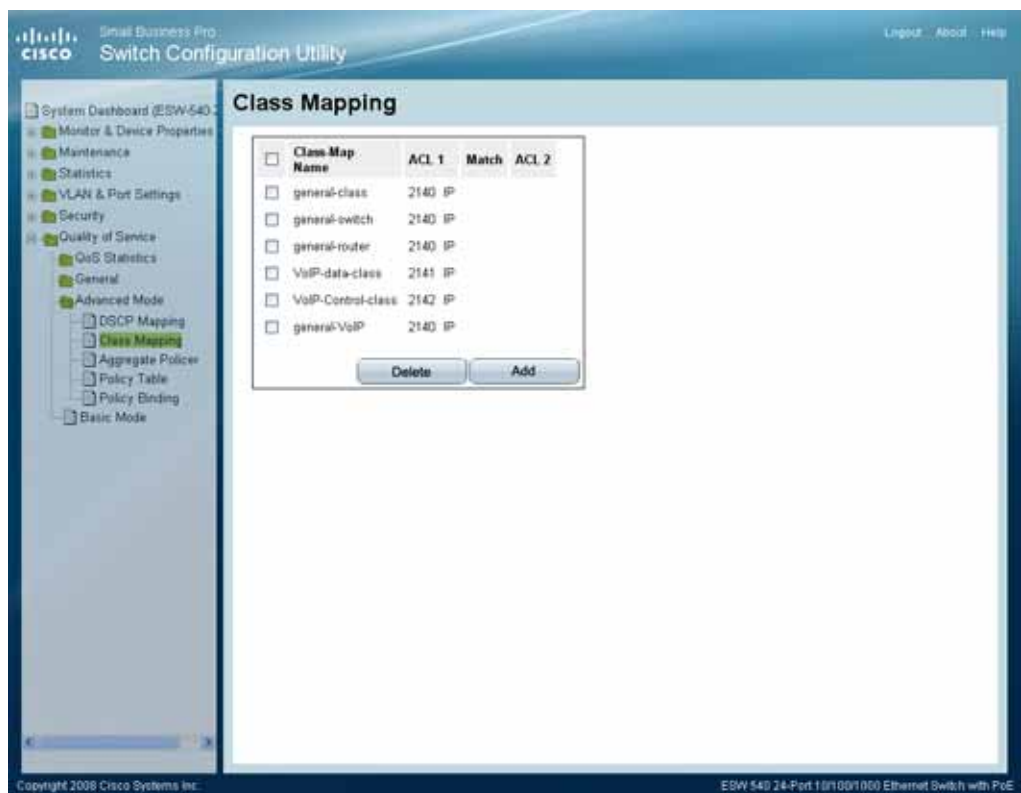 Small Business Pro
cisco Switch Configuration Utility
Logout About Help
System Dashboard (ESW-540-2
Monitor & Device Properties
Maintenance
Statistics
VLAN & Port Settings
Security
Quality of Service
QoS Statistics
General
Advanced Mode
DSCP Mapping
Class Mapping
Aggregate Policer
Policy Table
Policy Binding
Basic Mode
Class Mapping
Class-Map Name ACL 1 Match ACL 2
general-class 2140 IP
general-switch 2140 IP
general-router 2140 IP
VoIP-data-class 2141 IP
VoIP-Control-class 2142 IP
general-VoIP 2140 IP
Delete Add
Copyright 2008 Cisco Systems Inc.
ESW 540 24-Port 10/100/1000 Ethernet Switch with PoE